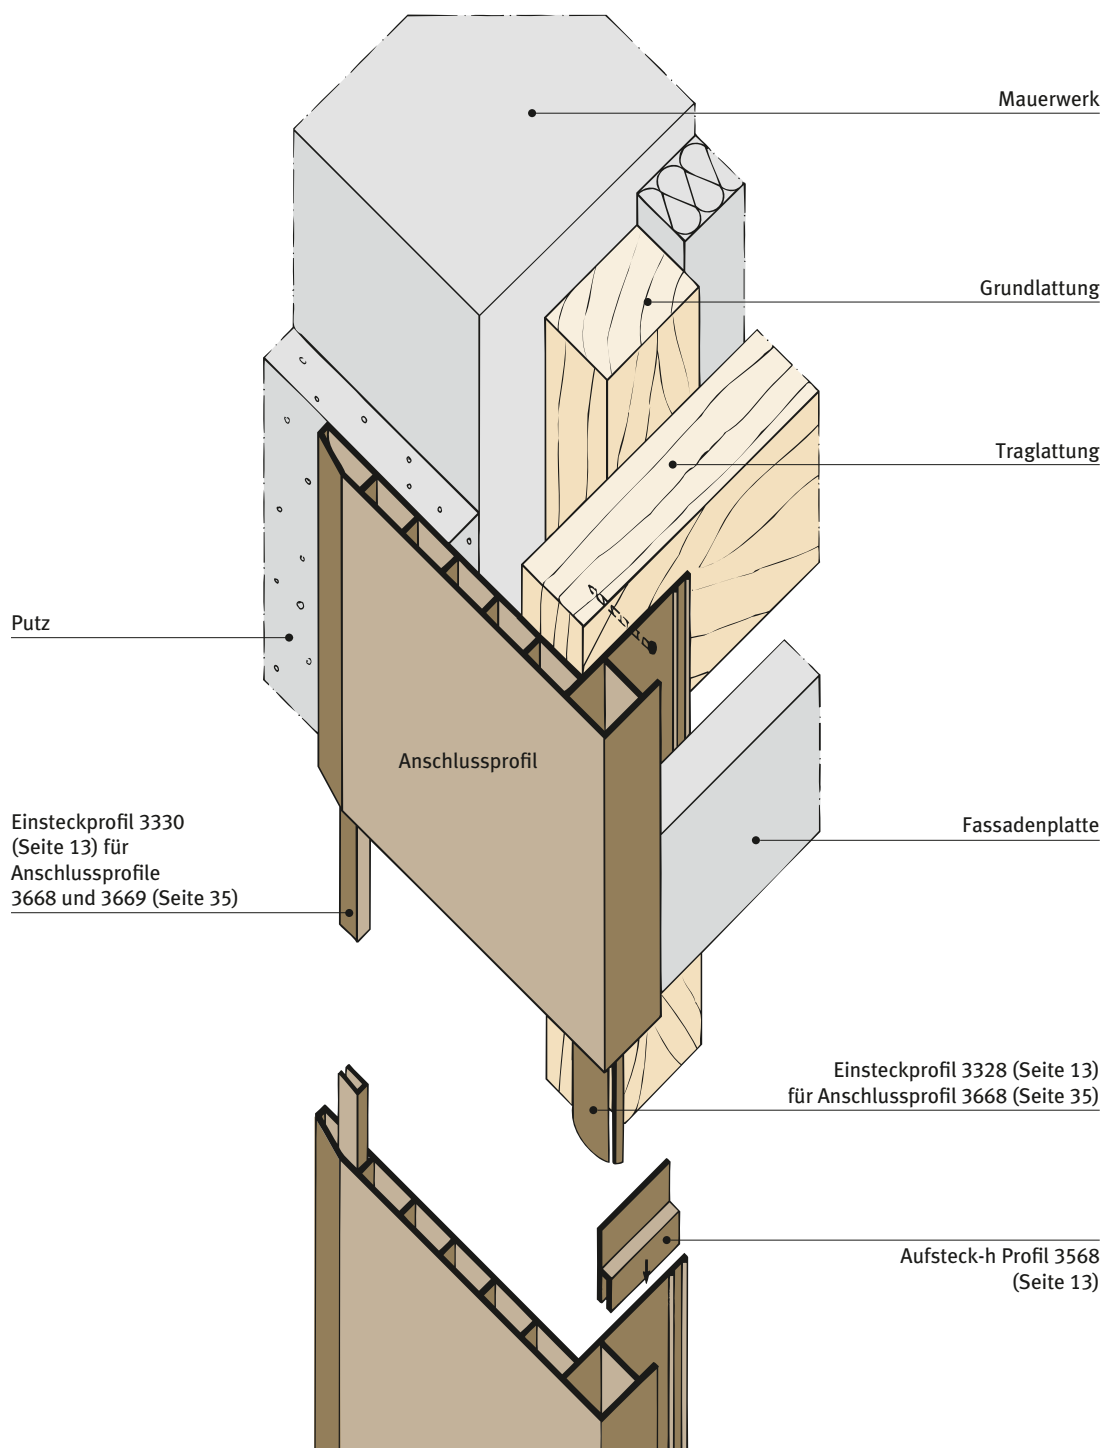 Mauerwerk
Grundlattung
Traglattung
Putz
Anschlussprofil
Einsteckprofil 3330
(Seite 13) für
Anschlussprofile
3668 und 3669 (Seite 35)
Fassadenplatte
Einsteckprofil 3328 (Seite 13)
für Anschlussprofil 3668 (Seite 35)
Aufsteck-h Profil 3568
(Seite 13)